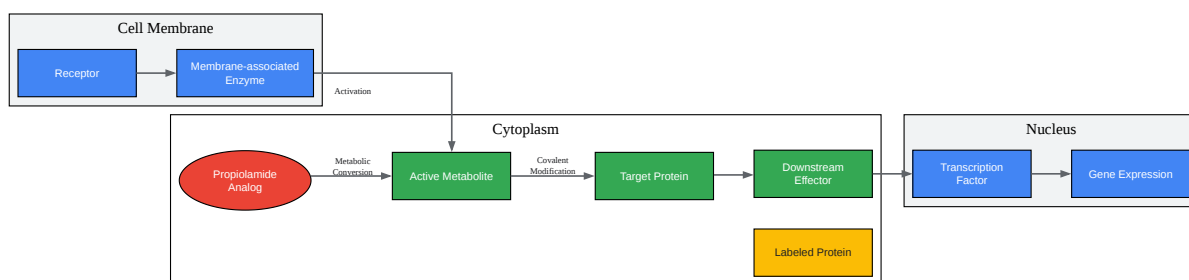 Cell Membrane
Receptor
Membrane-associated
Enzyme
Activation
Cytoplasm
Nucleus
Propiolamide
Analog
Metabolic
Conversion
Active Metabolite
Covalent
Modification
Target Protein
Downstream
Effector
Transcription
Factor
Gene Expression
Labeled Protein